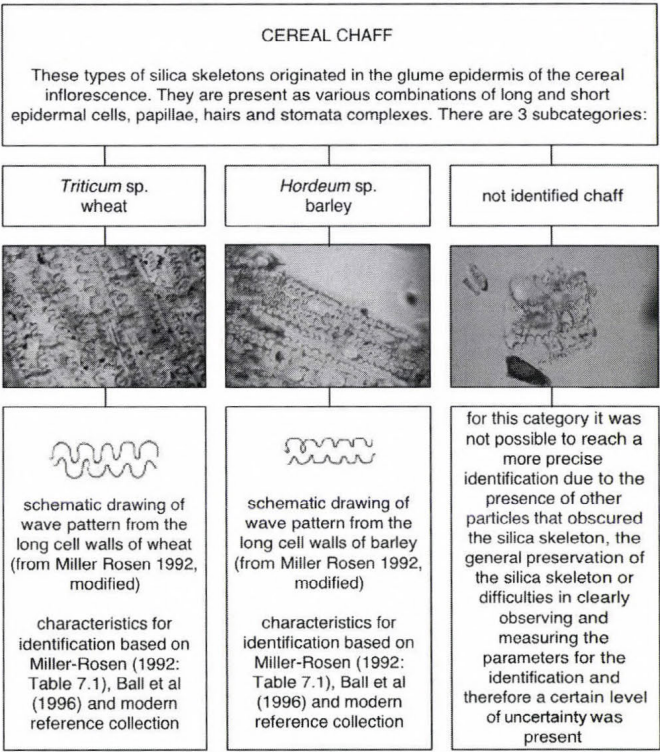 CEREAL CHAFF
These types of silica skeletons originated in the glume epidermis of the cereal
inflorescence. They are present as various combinations of long and short
epidermal cells, papillae, hairs and stomata complexes. There are 3 subcategories:
Triticum sp.
wheat
Hordeum sp.
barley
not identified chaff
schematic drawing of
wave pattern from the
long cell walls of wheat
(from Miller Rosen 1992,
modified)
characteristics for
identification based on
Miller-Rosen (1992:
Table 7.1), Ball et al
(1996) and modern
reference collection
schematic drawing of
wave pattern from the
long cell walls of barley
(from Miller Rosen 1992,
modified)
characteristics for
identification based on
Miller-Rosen (1992:
Table 7.1), Ball et al
(1996) and modern
reference collection
for this category it was
not possible to reach a
more precise
identification due to the
presence of other
particles that obscured
the silica skeleton, the
general preservation of
the silica skeleton or
difficulties in clearly
observing and
measuring the
parameters for the
identification and
therefore a certain level
of uncertainty was
present